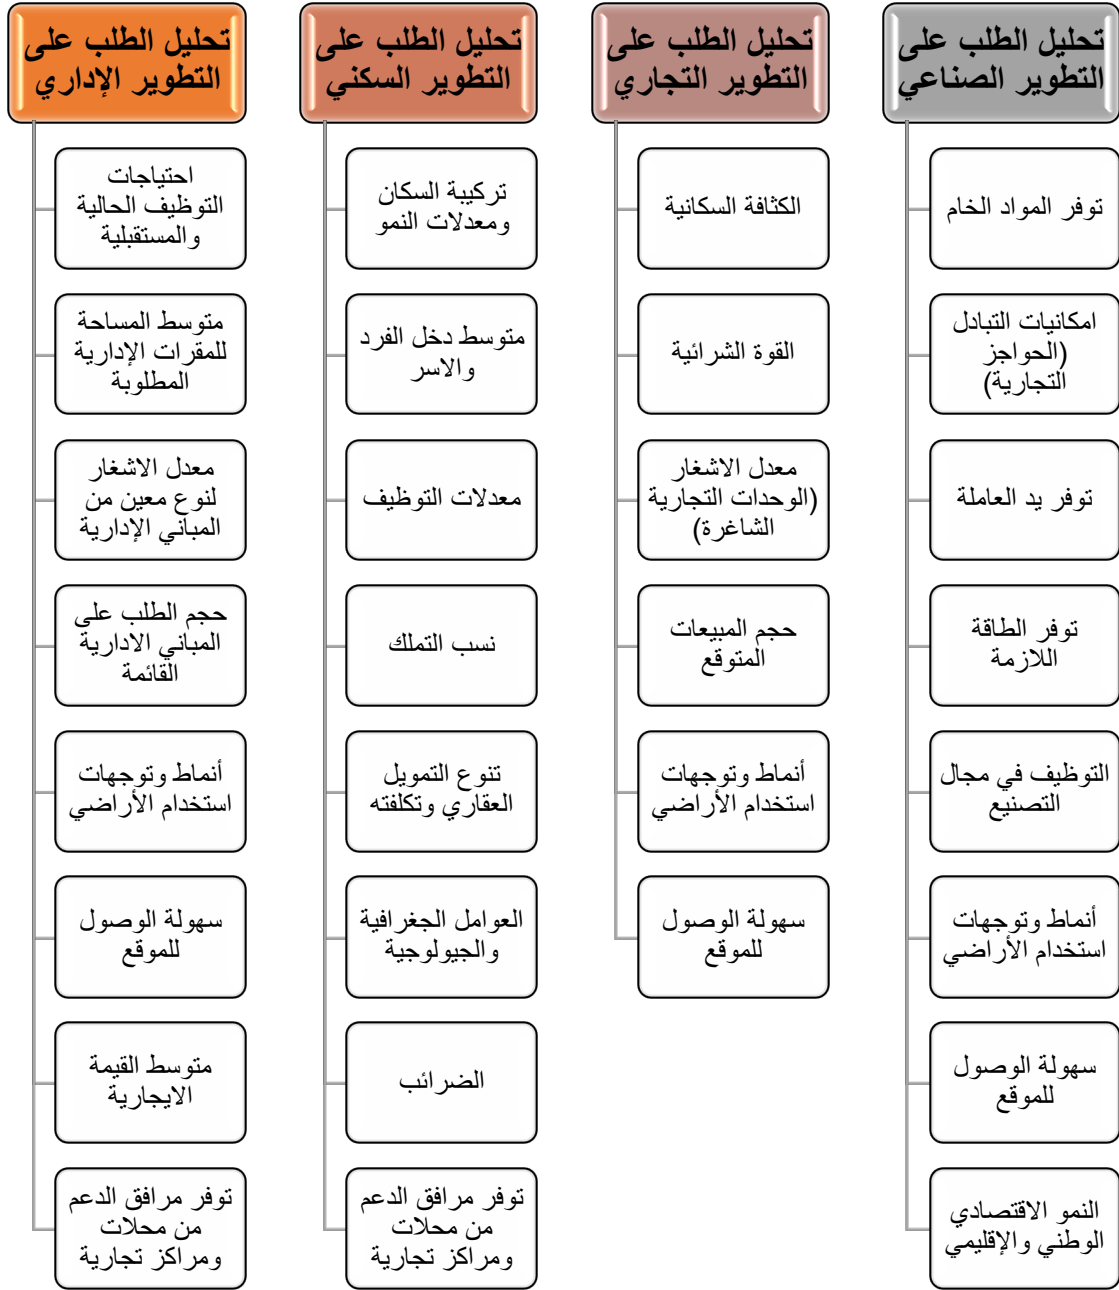 تحليل الطلب على
التطوير الصناعي
توفر المواد الخام
امكانيات التبادل
(الحواجز
التجارية)
توفر يد العاملة
توفر الطاقة
اللازمة
التوظيف في مجال
التصنيع
أنماط وتوجهات
استخدام الأراضي
سهولة الوصول
للموقع
النمو الاقتصادي
الوطني والإقليمي
تحليل الطلب على
التطوير التجاري
الكثافة السكانية
القوة الشرائية
معدل الاشغار
(الوحدات التجارية
الشاغرة)
حجم المبيعات
المتوقع
أنماط وتوجهات
استخدام الأراضي
سهولة الوصول
للموقع
تحليل الطلب على
التطوير السكني
تركيبة السكان
ومعدلات النمو
متوسط دخل الفرد
والاسر
معدلات التوظيف
نسب التملك
تنوع التمويل
العقاري وتكلفته
العوامل الجغرافية
والجيولوجية
الضرائب
توفر مرافق الدعم
من محلات
ومراكز تجارية
تحليل الطلب على
التطوير الإداري
احتياجات
التوظيف الحالية
والمستقبلية
متوسط المساحة
للمقرات الإدارية
المطلوبة
معدل الاشغار
لنوع معين من
المباني الإدارية
حجم الطلب على
المباني الادارية
القائمة
أنماط وتوجهات
استخدام الأراضي
سهولة الوصول
للموقع
متوسط القيمة
الايجارية
توفر مرافق الدعم
من محلات
ومراكز تجارية